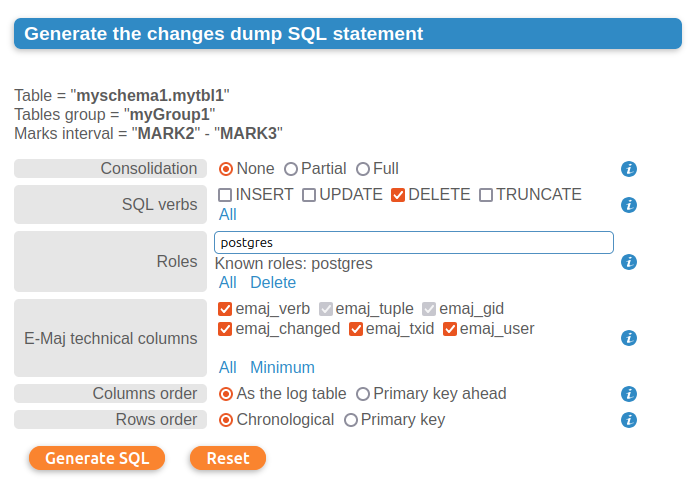 Generate the changes dump SQL statement
Table = "myschema1.mytbl1"
Tables group = "myGroup1"
Marks interval = "MARK2" - "MARK3"
Consolidation None Partial Full
SQL verbs INSERT UPDATE DELETE TRUNCATE
All
postgres
Roles Known roles: postgres
All Delete
emaj_verb emaj_tuple emaj_gid
E-Maj technical columns emaj_changed emaj_txid emaj_user
All Minimum
Columns order As the log table Primary key ahead
Rows order Chronological Primary key
Generate SQL Reset